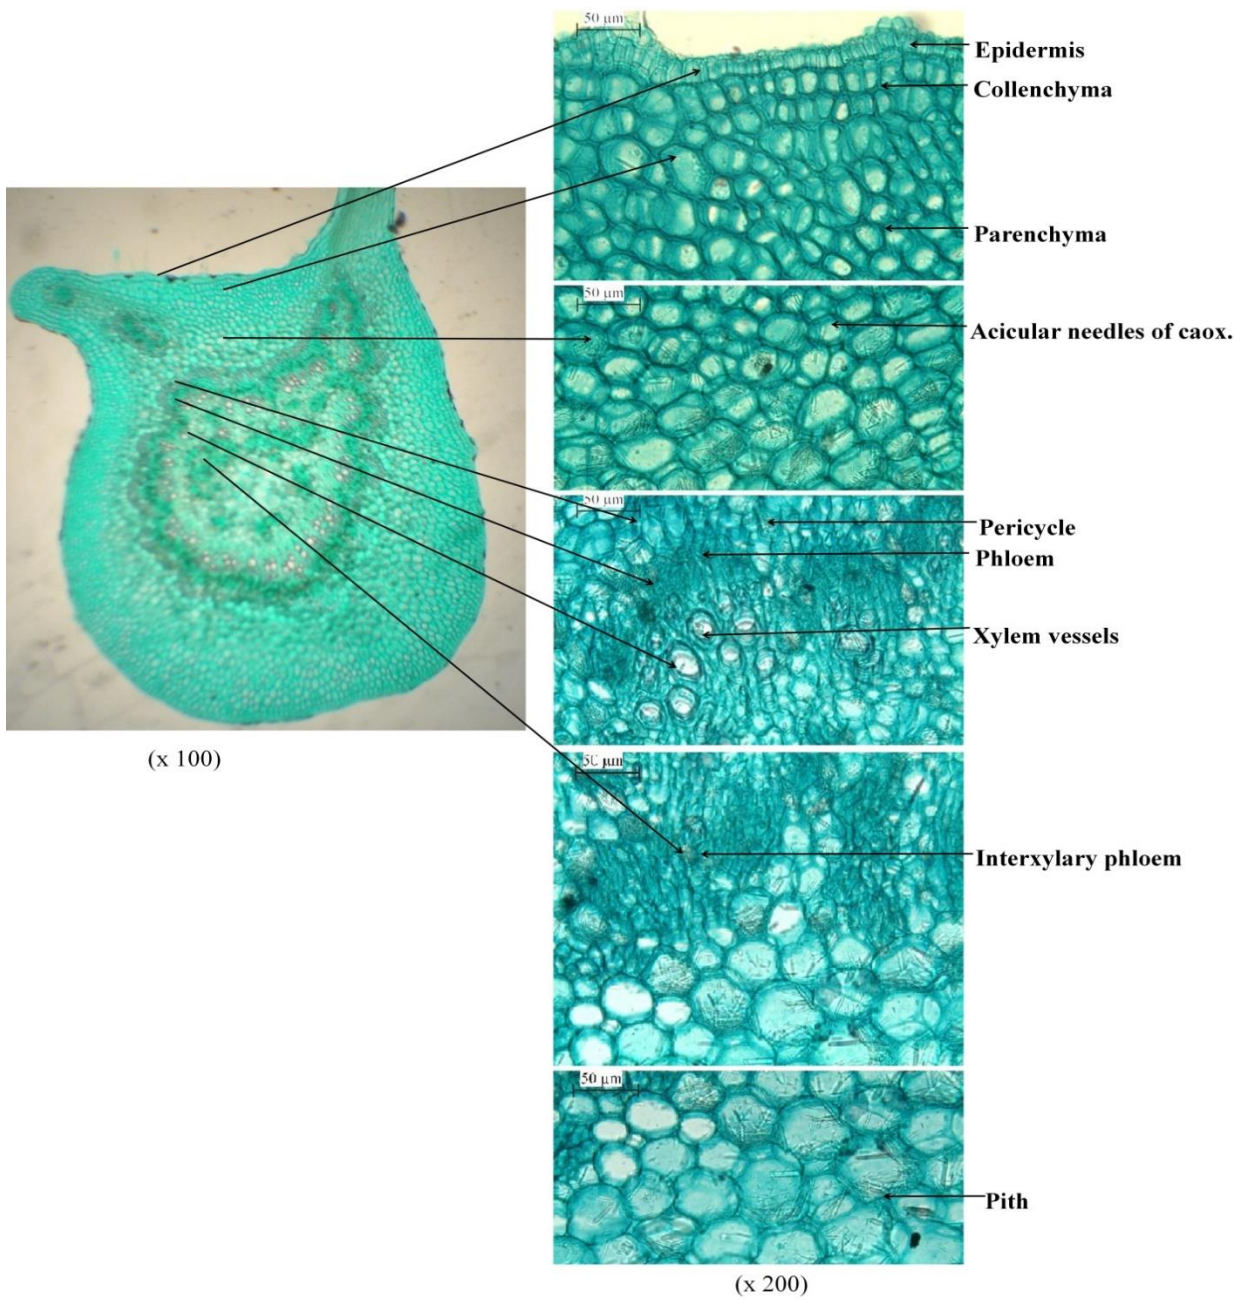 50 µm
Epidermis
Collenchyma
Parenchyma
50 µm
Acicular needles of caox.
50 µm
Pericycle
Phloem
Xylem vessels
(x 100)
50 µm
Interxylary phloem
50 µm
Pith
(x 200)